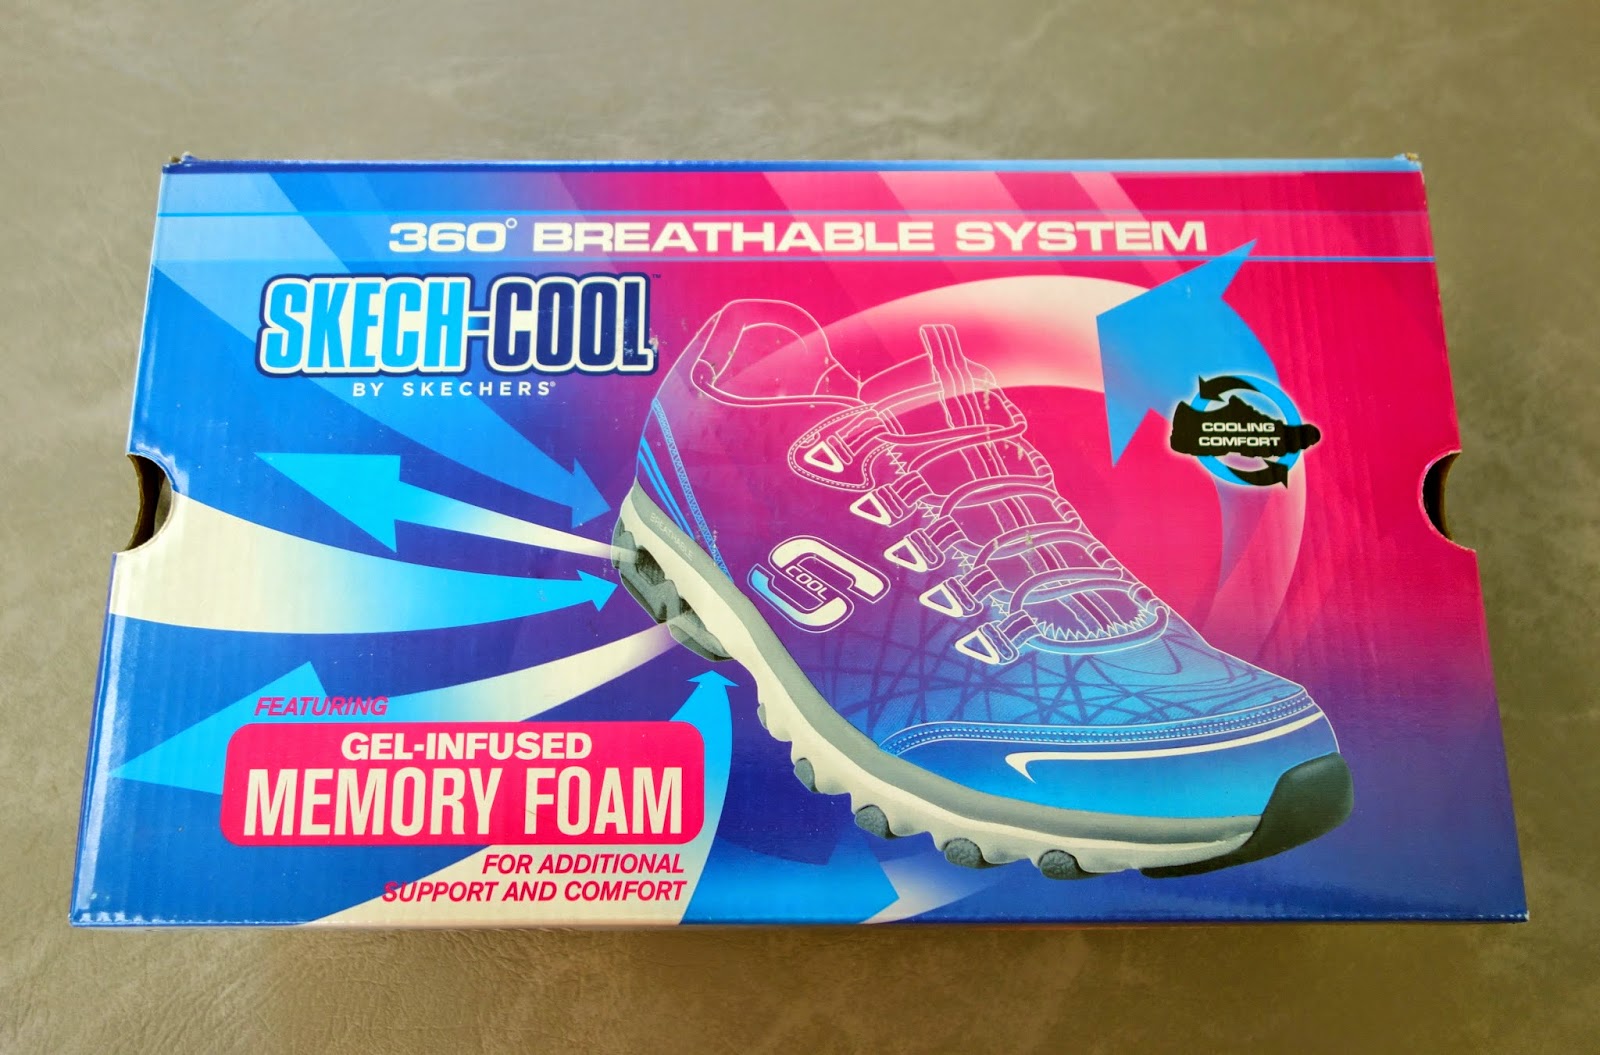 360° BREATHABLE SYSTEM
SKECH-COOL™
BY SKECHERS®
COOLING
COMFORT
BREATHABLE
COOL
FEATURING
GEL-INFUSED
MEMORY FOAM
FOR ADDITIONAL
SUPPORT AND COMFORT